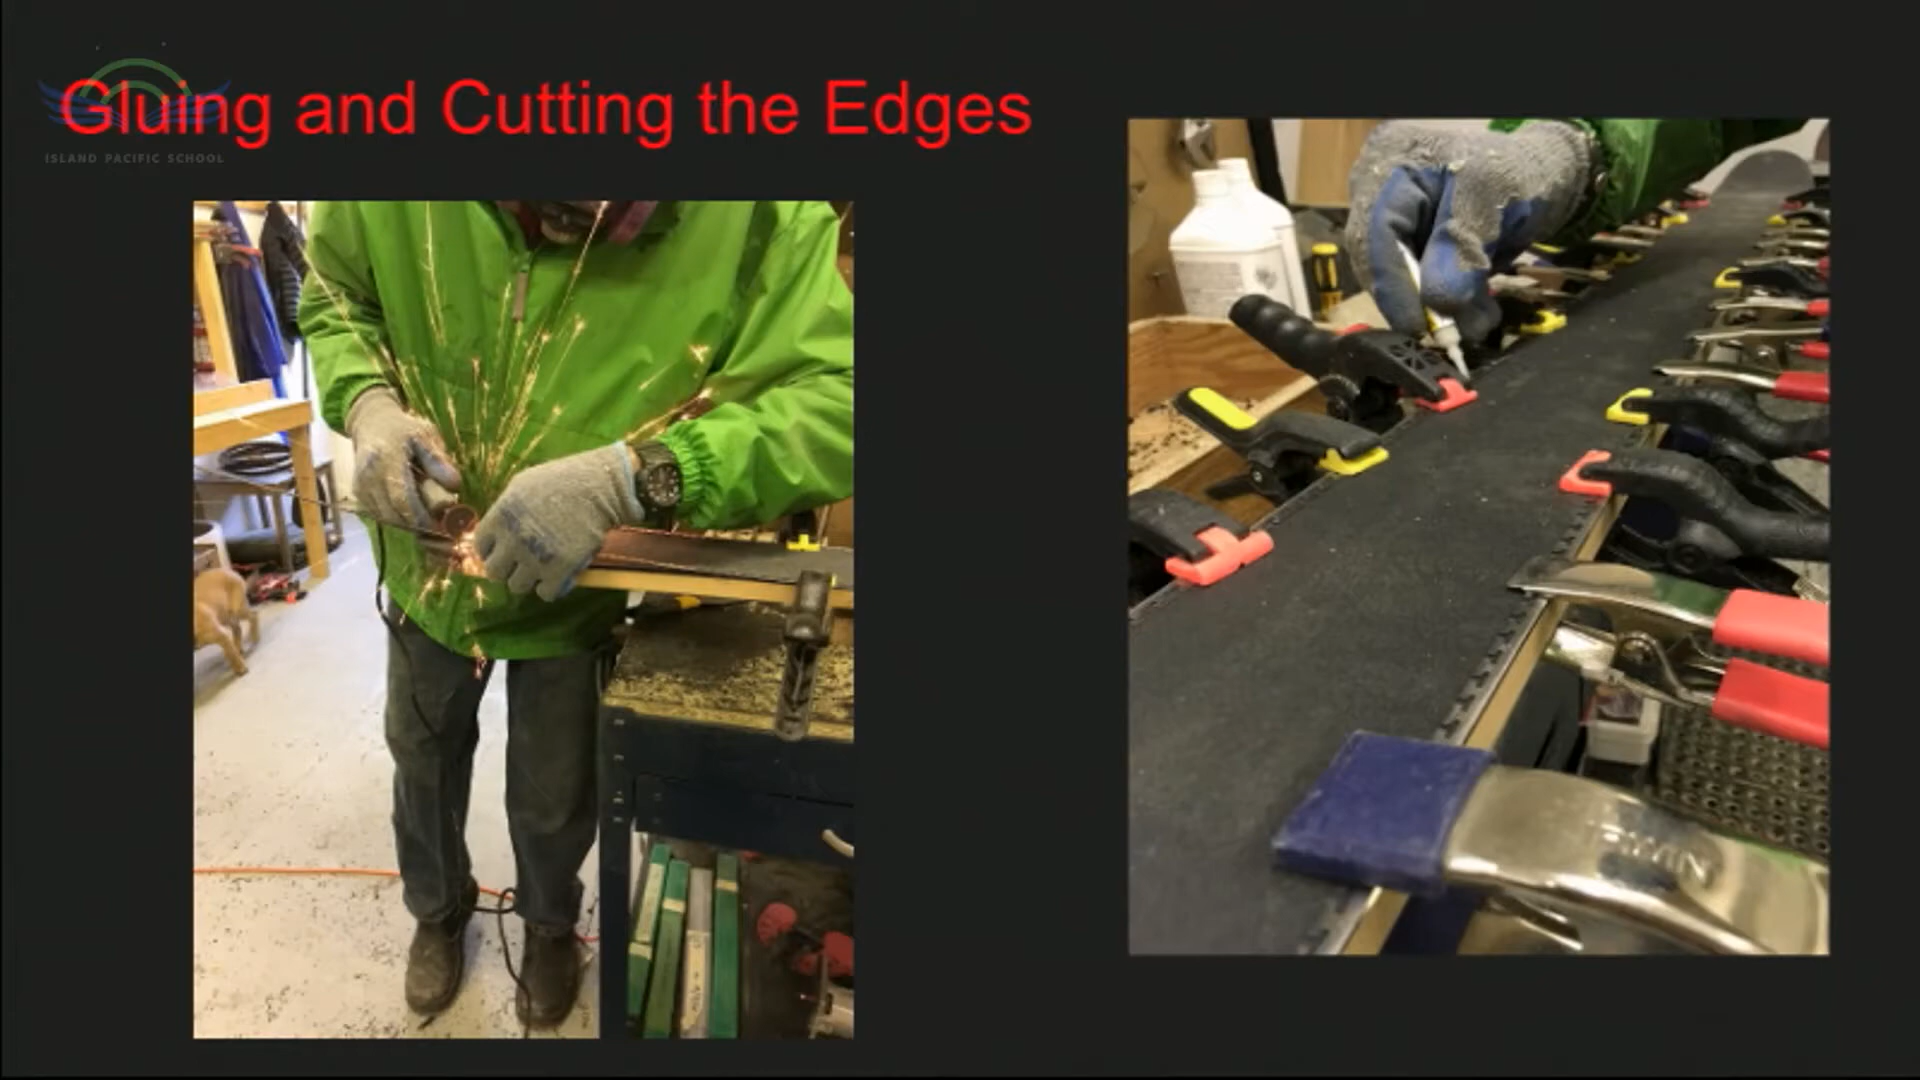 Gluing and Cutting the Edges
ISLAND PACIFIC SCHOOL